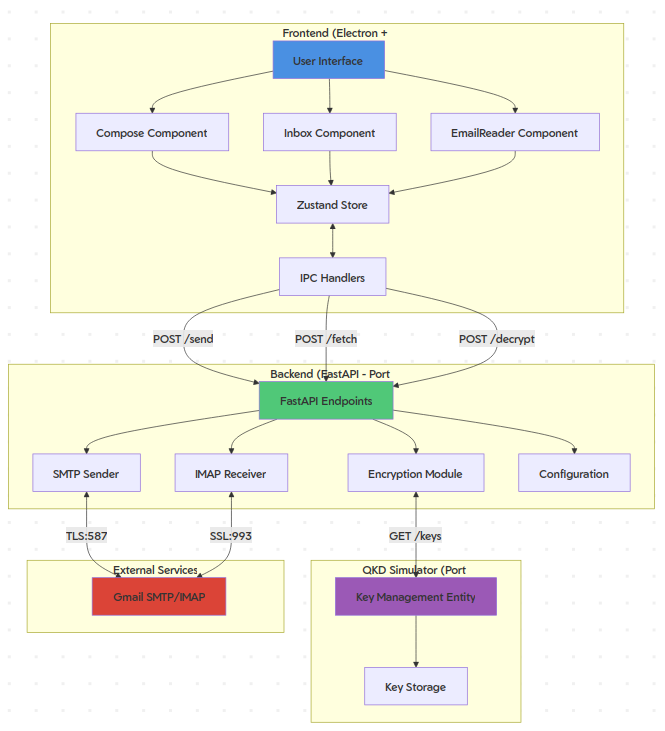 Frontend (Electron +
User Interface
Compose Component
Inbox Component
EmailReader Component
Zustand Store
IPC Handlers
POST /send
POST /fetch
POST /decrypt
Backend (FastAPI - Port
FastAPI Endpoints
SMTP Sender
IMAP Receiver
Encryption Module
Configuration
TLS:587
SSL:993
GET /keys
External Services
QKD Simulator (Port
Gmail SMTP/IMAP
Key Management Entity
Key Storage